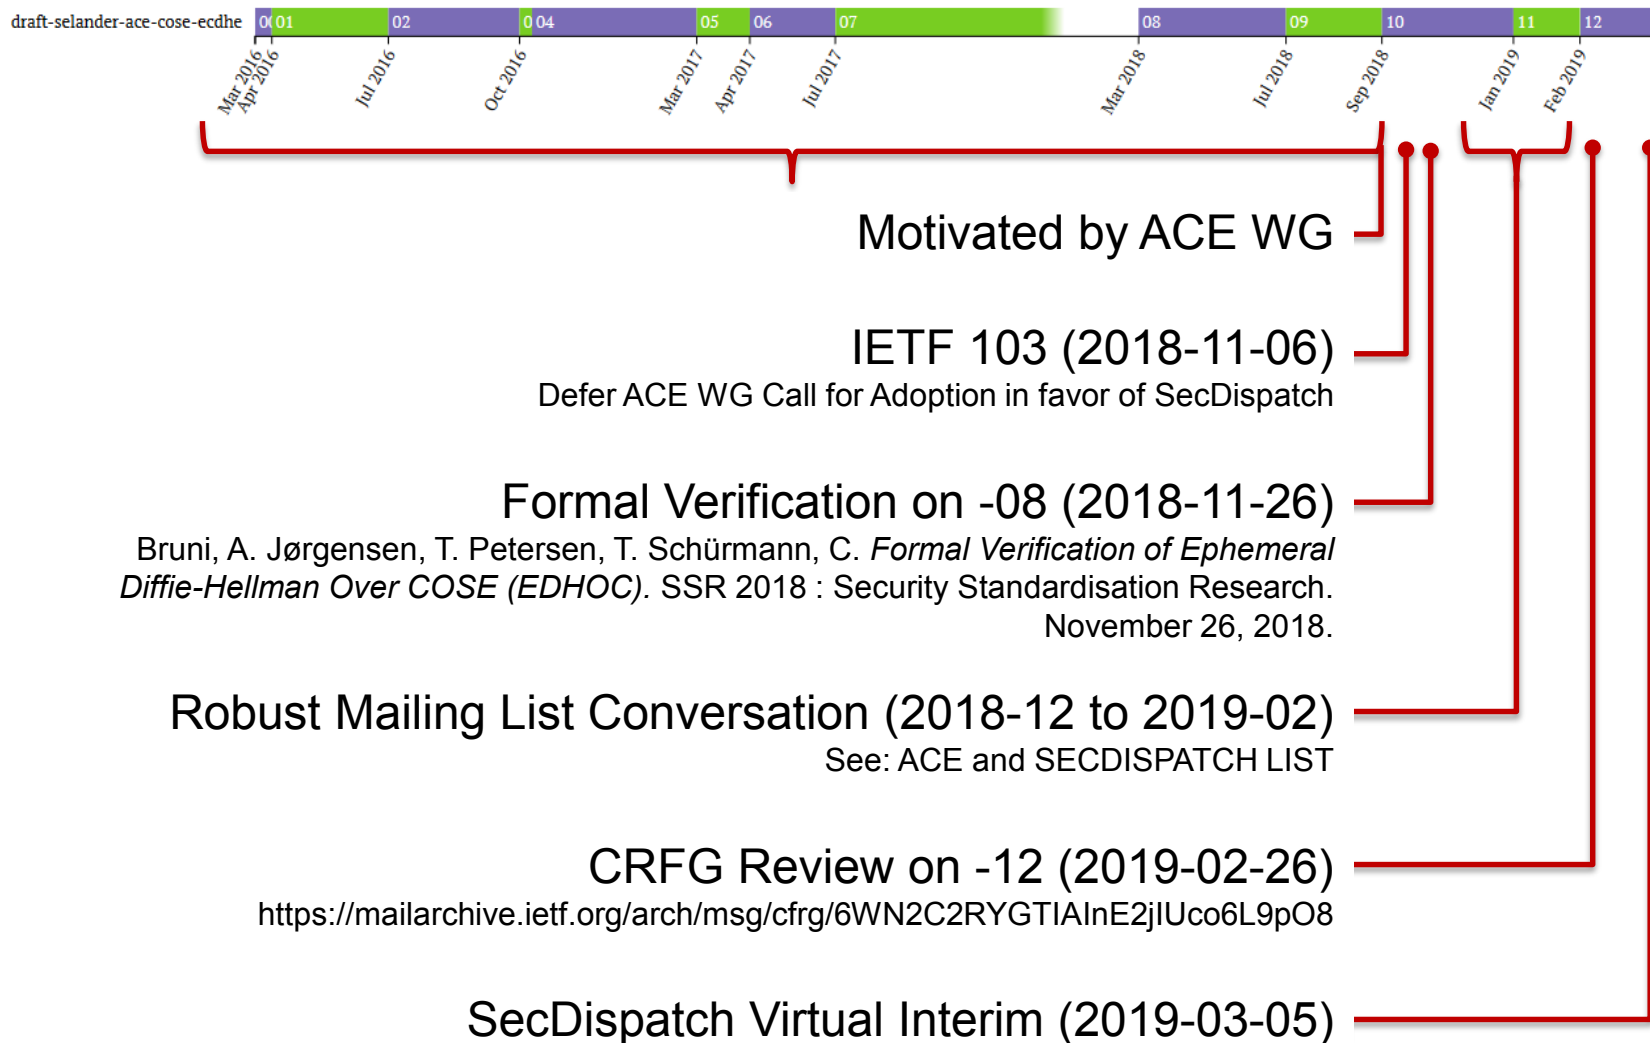 draft-selander-ace-cose-ecdhe 00 01 02 0 04 05 06 07 08 09 10 11 12
Mar 2016 Apr 2016 Jul 2016 Oct 2016 Mar 2017 Apr 2017 Jul 2017 Mar 2018 Jul 2018 Sep 2018 Jan 2019 Feb 2019
Motivated by ACE WG
IETF 103 (2018-11-06)
Defer ACE WG Call for Adoption in favor of SecDispatch
Formal Verification on -08 (2018-11-26)
Bruni, A. Jørgensen, T. Petersen, T. Schürmann, C. Formal Verification of Ephemeral
Diffie-Hellman Over COSE (EDHOC). SSR 2018 : Security Standardisation Research.
November 26, 2018.
Robust Mailing List Conversation (2018-12 to 2019-02)
See: ACE and SECDISPATCH LIST
CRFG Review on -12 (2019-02-26)
https://mailarchive.ietf.org/arch/msg/cfrg/6WN2C2RYGTIAInE2jIUco6L9pO8
SecDispatch Virtual Interim (2019-03-05)